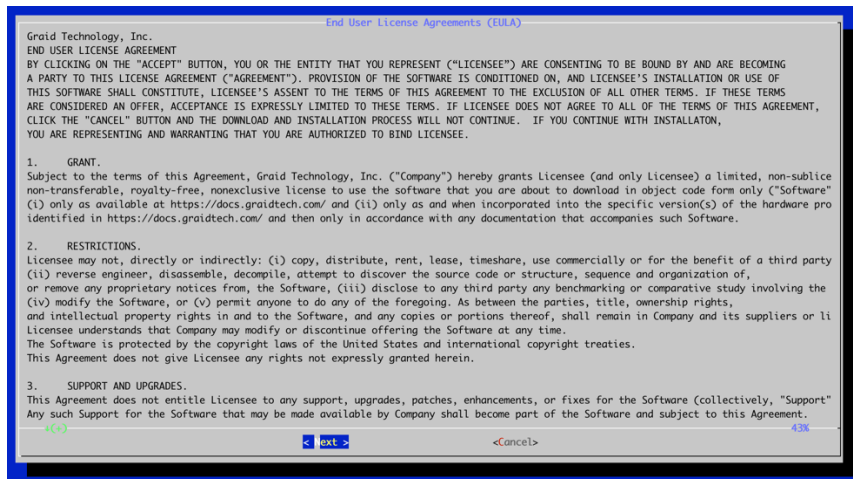 End User License Agreements (EULA)
Graid Technology, Inc.
END USER LICENSE AGREEMENT
BY CLICKING ON THE "ACCEPT" BUTTON, YOU OR THE ENTITY THAT YOU REPRESENT (“LICENSEE”) ARE CONSENTING TO BE BOUND BY AND ARE BECOMING
A PARTY TO THIS LICENSE AGREEMENT ("AGREEMENT"). PROVISION OF THE SOFTWARE IS CONDITIONED ON, AND LICENSEE’S INSTALLATION OR USE OF
THIS SOFTWARE SHALL CONSTITUTE, LICENSEE’S ASSENT TO THE TERMS OF THIS AGREEMENT TO THE EXCLUSION OF ALL OTHER TERMS. IF THESE TERMS
ARE CONSIDERED AN OFFER, ACCEPTANCE IS EXPRESSLY LIMITED TO THESE TERMS. IF LICENSEE DOES NOT AGREE TO ALL OF THE TERMS OF THIS AGREEMENT,
CLICK THE "CANCEL" BUTTON AND THE DOWNLOAD AND INSTALLATION PROCESS WILL NOT CONTINUE.  IF YOU CONTINUE WITH INSTALLATON,
YOU ARE REPRESENTING AND WARRANTING THAT YOU ARE AUTHORIZED TO BIND LICENSEE.
1. GRANT.
Subject to the terms of this Agreement, Graid Technology, Inc. ("Company") hereby grants Licensee (and only Licensee) a limited, non-sublice
non-transferable, royalty-free, nonexclusive license to use the software that you are about to download in object code form only ("Software"
(i) only as available at https://docs.graidtech.com/ and (ii) only as and when incorporated into the specific version(s) of the hardware pro
identified in https://docs.graidtech.com/ and then only in accordance with any documentation that accompanies such Software.
2. RESTRICTIONS.
Licensee may not, directly or indirectly: (i) copy, distribute, rent, lease, timeshare, use commercially or for the benefit of a third party
(ii) reverse engineer, disassemble, decompile, attempt to discover the source code or structure, sequence and organization of,
or remove any proprietary notices from, the Software, (iii) disclose to any third party any benchmarking or comparative study involving the
(iv) modify the Software, or (v) permit anyone to do any of the foregoing. As between the parties, title, ownership rights,
and intellectual property rights in and to the Software, and any copies or portions thereof, shall remain in Company and its suppliers or li
Licensee understands that Company may modify or discontinue offering the Software at any time.
The Software is protected by the copyright laws of the United States and international copyright treaties.
This Agreement does not give Licensee any rights not expressly granted herein.
3. SUPPORT AND UPGRADES.
This Agreement does not entitle Licensee to any support, upgrades, patches, enhancements, or fixes for the Software (collectively, "Support"
Any such Support for the Software that may be made available by Company shall become part of the Software and subject to this Agreement.
43%
< Next > <Cancel>